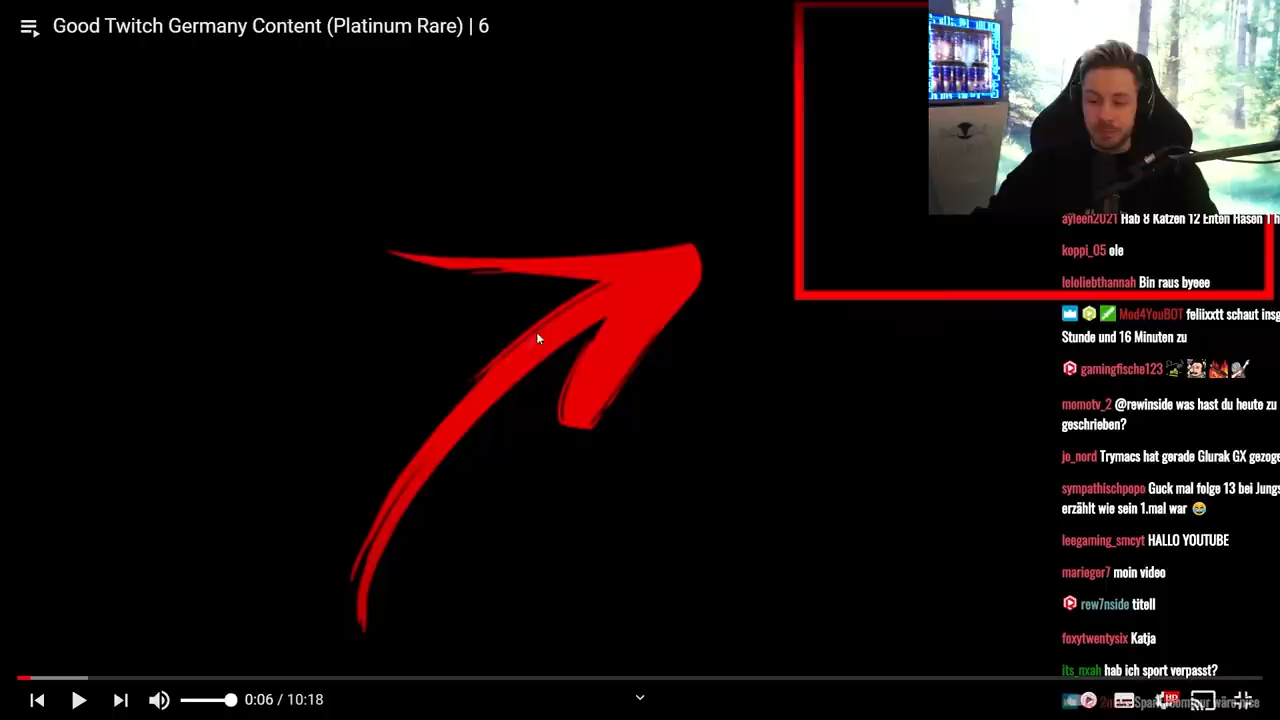 Good Twitch Germany Content (Platinum Rare) | 6
ayleen2021 Hab 8 Katzen 12 Enten Hasen 1 h
koppi_05 ole
leloliebthannah Bin raus byeee
Mod4YouBOT feliixxtt schaut insg
Stunde und 16 Minuten zu
gamingfische123
momotv_2 @rewinside was hast du heute zu
geschrieben?
jo_nord Trymacs hat gerade Glurak GX gezoge
sympathischpopo Guck mal folge 13 bei Jungs
erzählt wie sein 1.mal war
leegaming_smcyt HALLO YOUTUBE
marieger7 moin video
rew7nside titell
foxytwentysix Katja
its_nxah hab ich sport verpasst?
0:06 / 10:18
HD